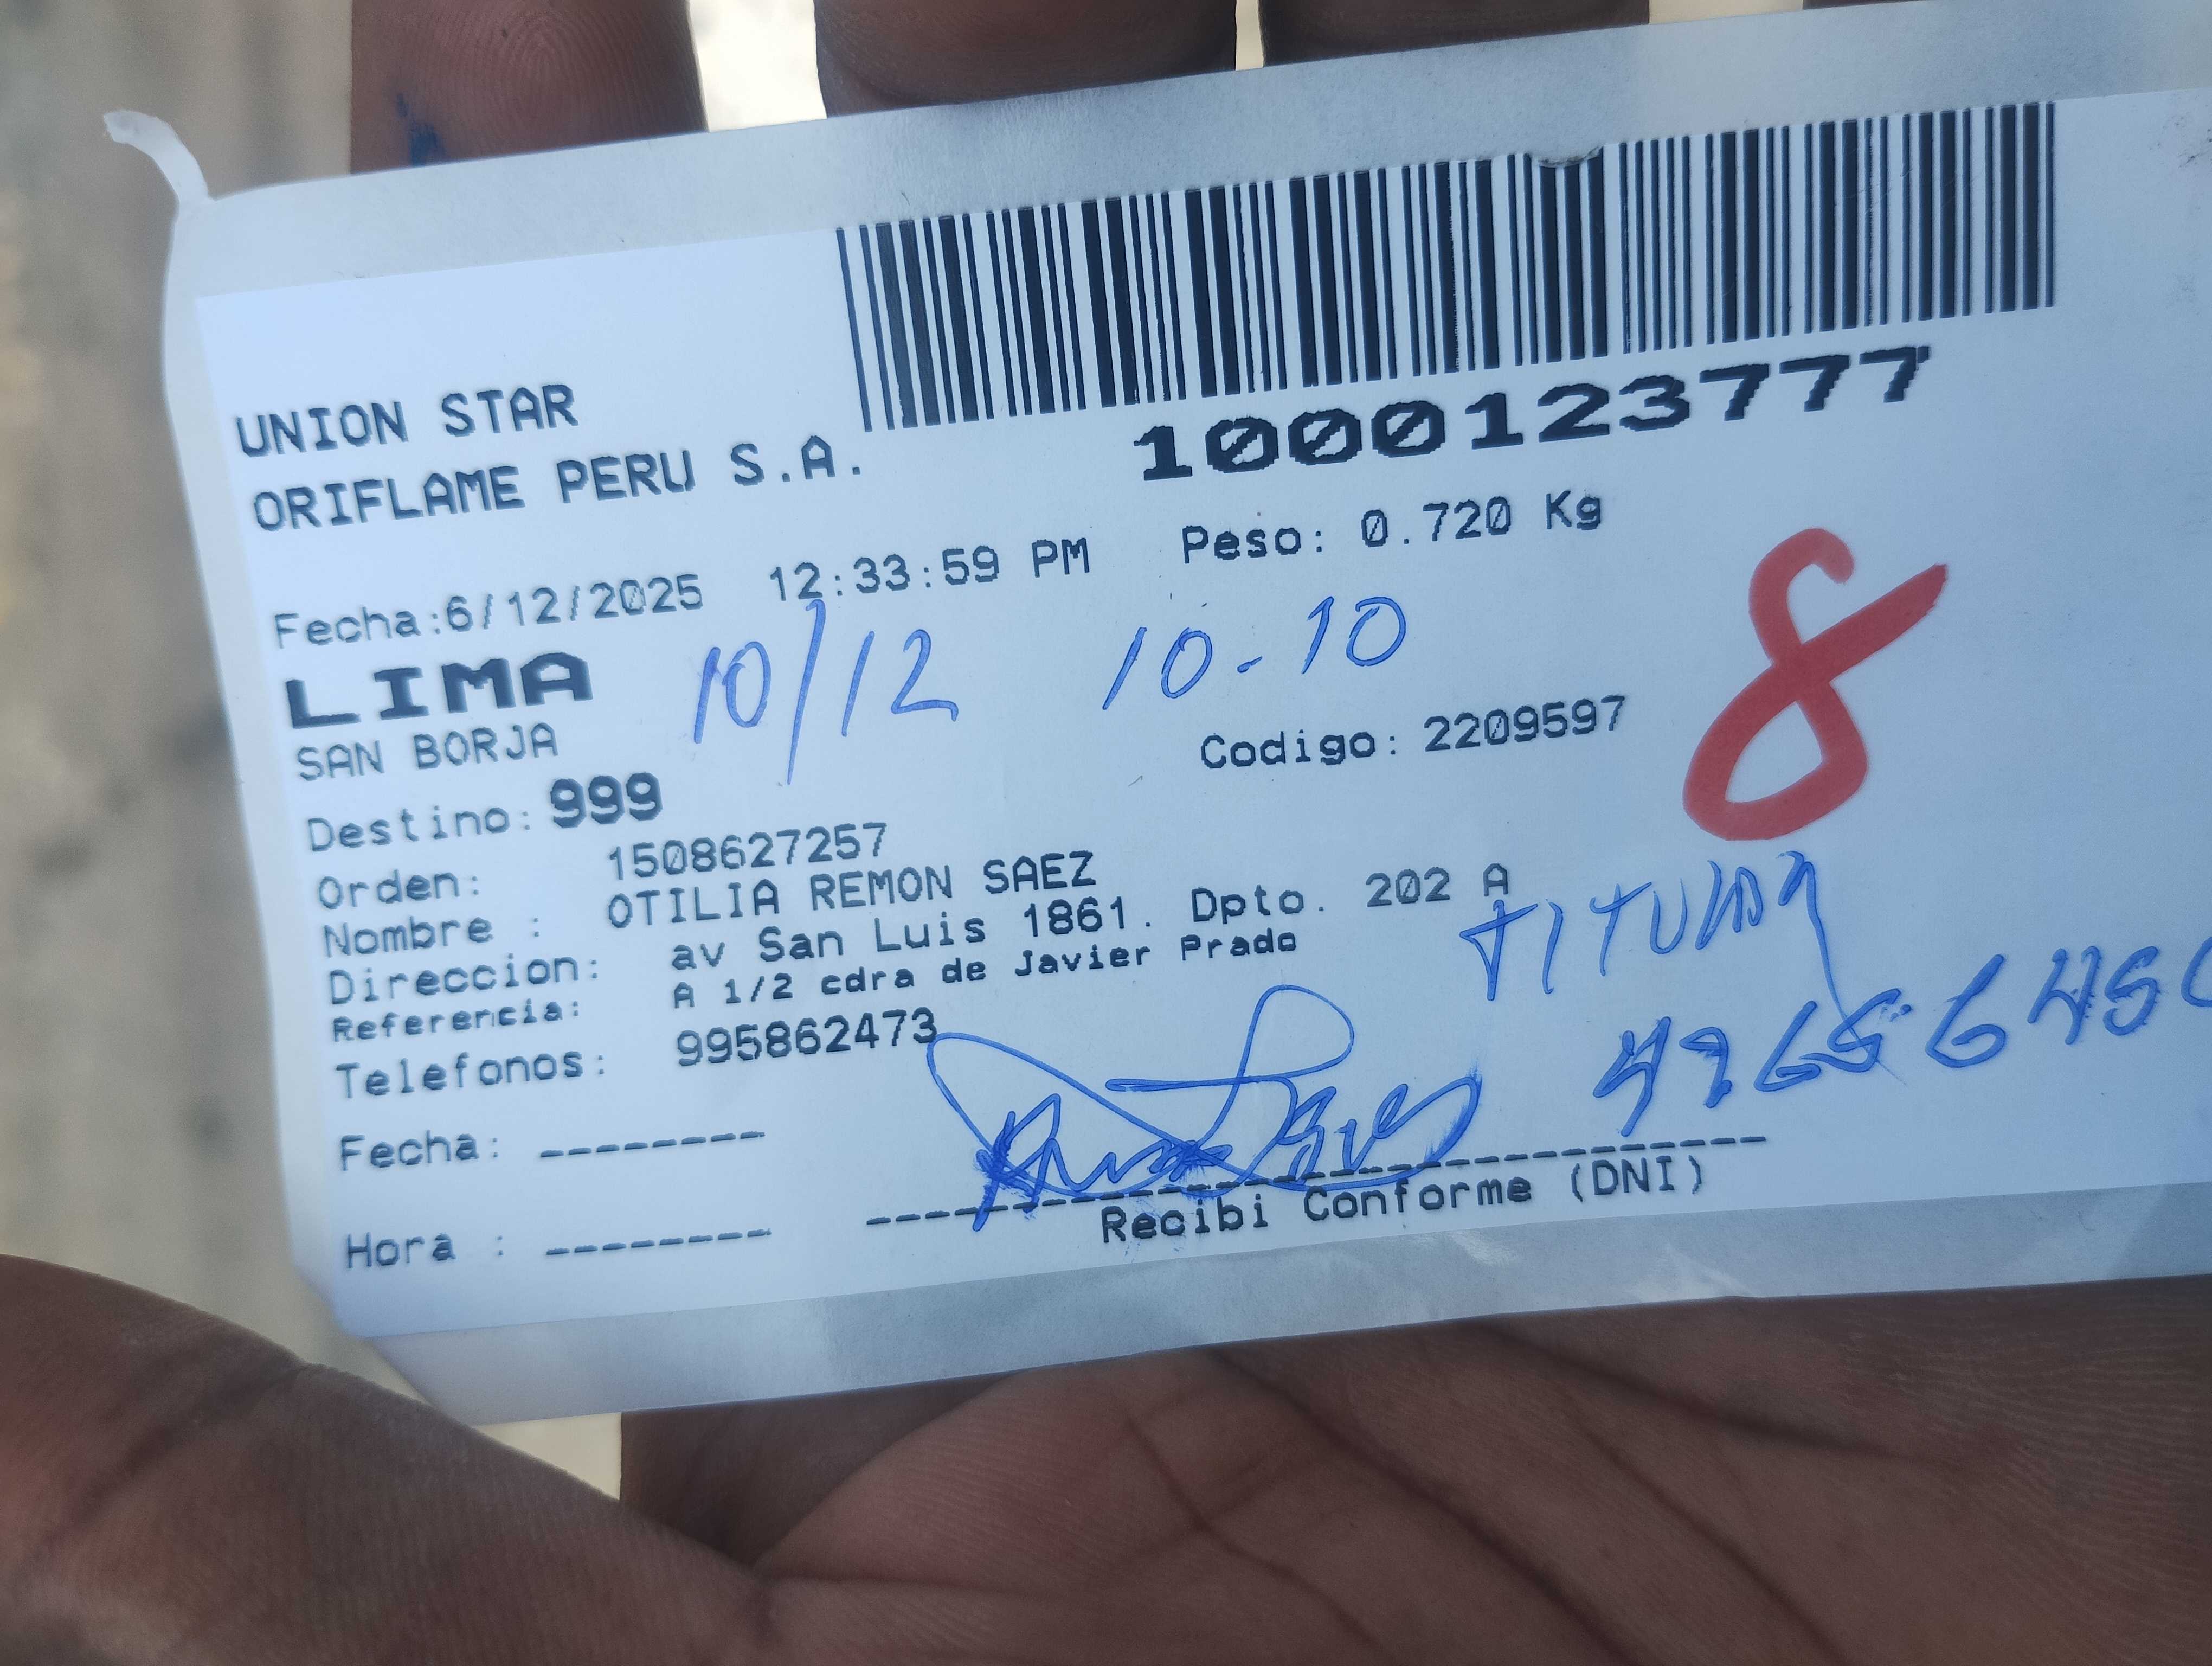 UNION STAR
ORIFLAME PERU S.A.
1000123777
Fecha:6/12/2025 12:33:59 PM Peso: 0.720 Kg
8
LIMA 10/12 10-10
SAN BORJA
Codigo: 2209597
Destino: 999
Orden: 1508627257
Nombre : OTILIA REMON SAEZ
Direccion: av San Luis 1861. Dpto. 202 A
Referencia: A 1/2 cdra de Javier Prado
TITULAR
Telefonos: 995862473
Fecha: --------
Hora : --------
Recibi Conforme (DNI)